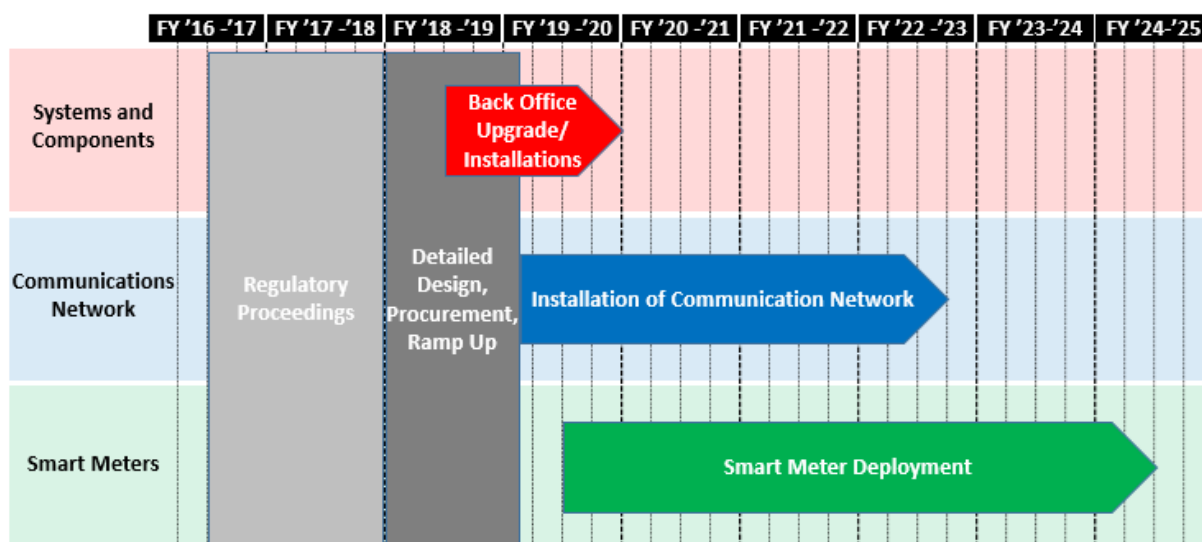 FY '16 -'17 FY '17 -'18 FY '18 -'19 FY '19 -'20 FY '20 -'21 FY '21 -'22 FY '22 -'23 FY '23-'24 FY '24-'25
Systems and
Components
Back Office
Upgrade/
Installations
Communications
Network
Regulatory
Proceedings
Detailed
Design,
Procurement,
Ramp Up
Installation of Communication Network
Smart Meters
Smart Meter Deployment